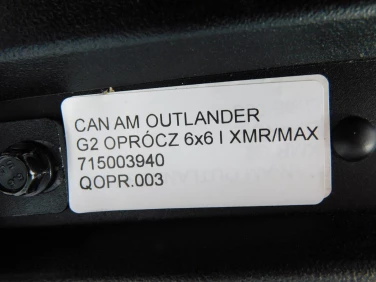 CAN AM OUTLANDER
G2 OPRÓCZ 6x6 I XMR/MAX
715003940
QOPR.003